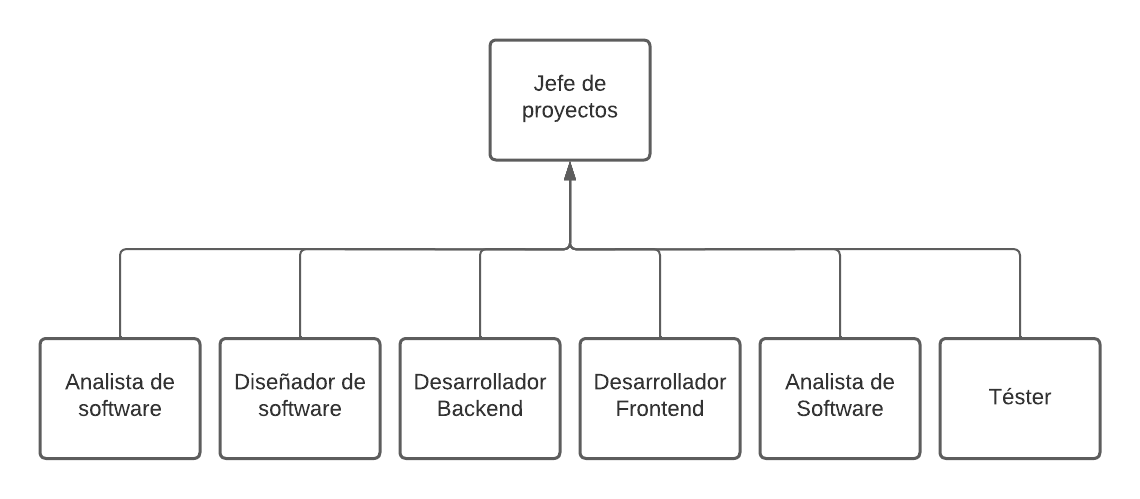 Jefe de
proyectos
Analista de
software
Diseñador de
software
Desarrollador
Backend
Desarrollador
Frontend
Analista de
Software
Téster